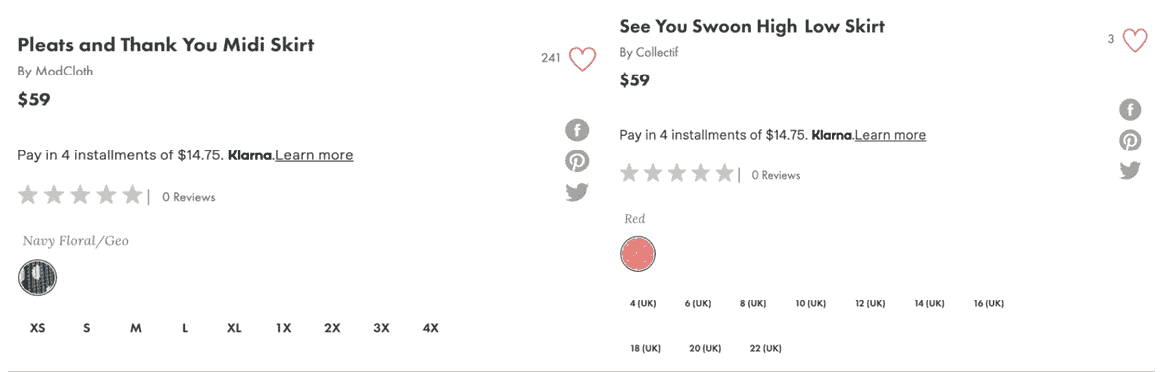 Pleats and Thank You Midi Skirt
241
By ModCloth
$59
Pay in 4 installments of $14.75. Klarna.Learn more
0 Reviews
Navy Floral/Geo
XS S M L XL 1X 2X 3X 4X
See You Swoon High Low Skirt
3
By Collectif
$59
Pay in 4 installments of $14.75. Klarna.Learn more
0 Reviews
Red
4 (UK) 6 (UK) 8 (UK) 10 (UK) 12 (UK) 14 (UK) 16 (UK)
18 (UK) 20 (UK) 22 (UK)